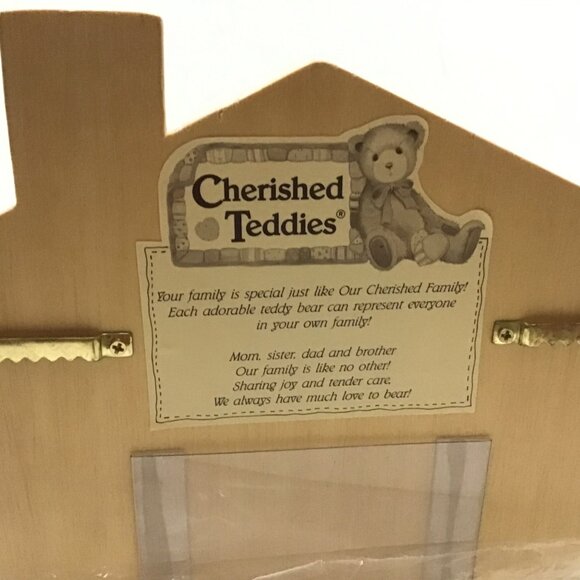 Cherished
Teddies®
Your family is special just like Our Cherished Family!
Each adorable teddy bear can represent everyone
in your own family!
Mom, sister, dad and brother
Our family is like no other!
Sharing joy and tender care,
We always have much love to bear!